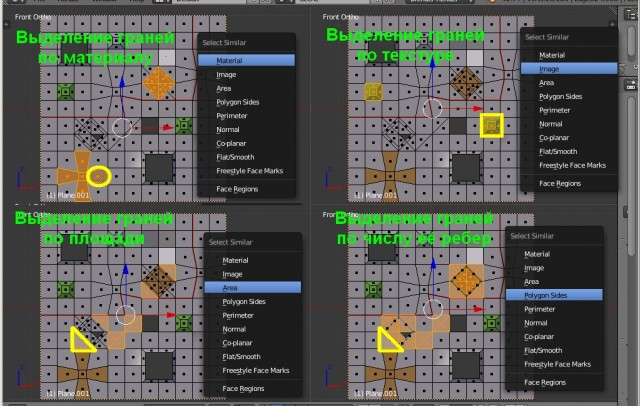 Front Ortho
Выделение граней
по материалу
Select Similar
Material
Image
Area
Polygon Sides
Perimeter
Normal
Co-planar
Flat/Smooth
Freestyle Face Marks
Face Regions
(1) Plane.001
Front Ortho
Выделение граней
по текстуре
Select Similar
Material
Image
Area
Polygon Sides
Perimeter
Normal
Co-planar
Flat/Smooth
Freestyle Face Marks
Face Regions
(1) Plane.001
Front Ortho
Выделение граней
по площади
Select Similar
Material
Image
Area
Polygon Sides
Perimeter
Normal
Co-planar
Flat/Smooth
Freestyle Face Marks
Face Regions
(1) Plane.001
Front Ortho
Выделение граней
по числу её ребер
Select Similar
Material
Image
Area
Polygon Sides
Perimeter
Normal
Co-planar
Flat/Smooth
Freestyle Face Marks
Face Regions
(1) Plane.001